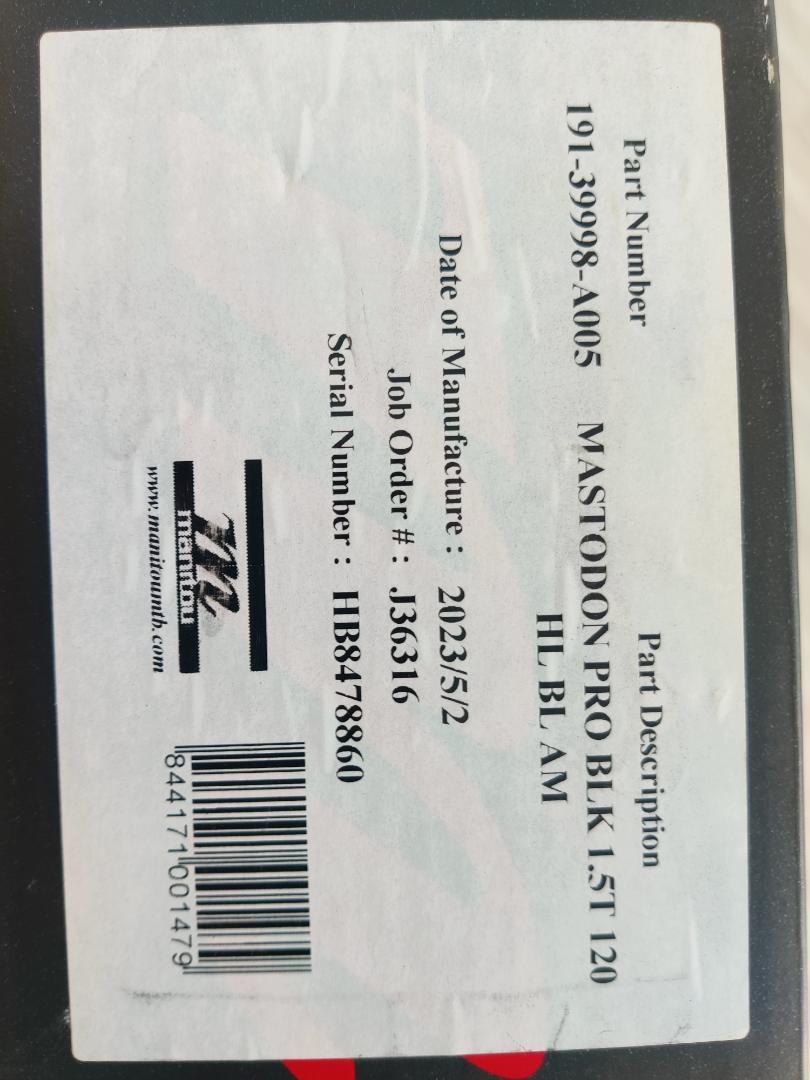 Part Number Part Description
191-39998-A005 MASTODON PRO BLK 1.5T 120
HL BL AM
Date of Manufacture : 2023/5/2
Job Order # : J36316
Serial Number : HB8478860
m
manitou
www.manitoumtb.com
844171001479